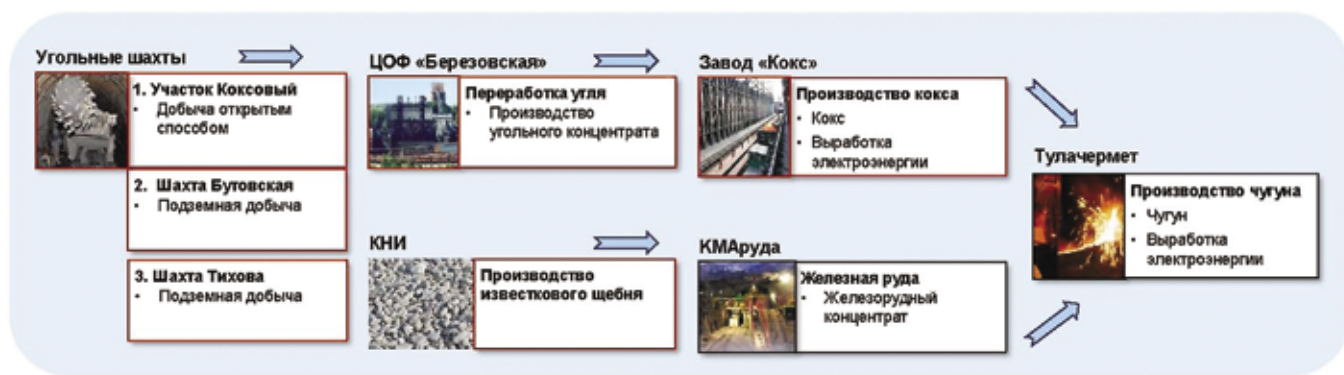 Угольные шахты
1. Участок Коксовый
• Добыча открытым
способом
2. Шахта Бутовская
• Подземная добыча
3. Шахта Тихова
• Подземная добыча
ЦОФ «Березовская»
Переработка угля
• Производство
угольного концентрата
КНИ
Производство
известкового щебня
Завод «Кокс»
Производство кокса
• Кокс
• Выработка
электроэнергии
КМАруда
Железная руда
• Железорудный
концентрат
Тулачермет
Производство чугуна
• Чугун
• Выработка
электроэнергии